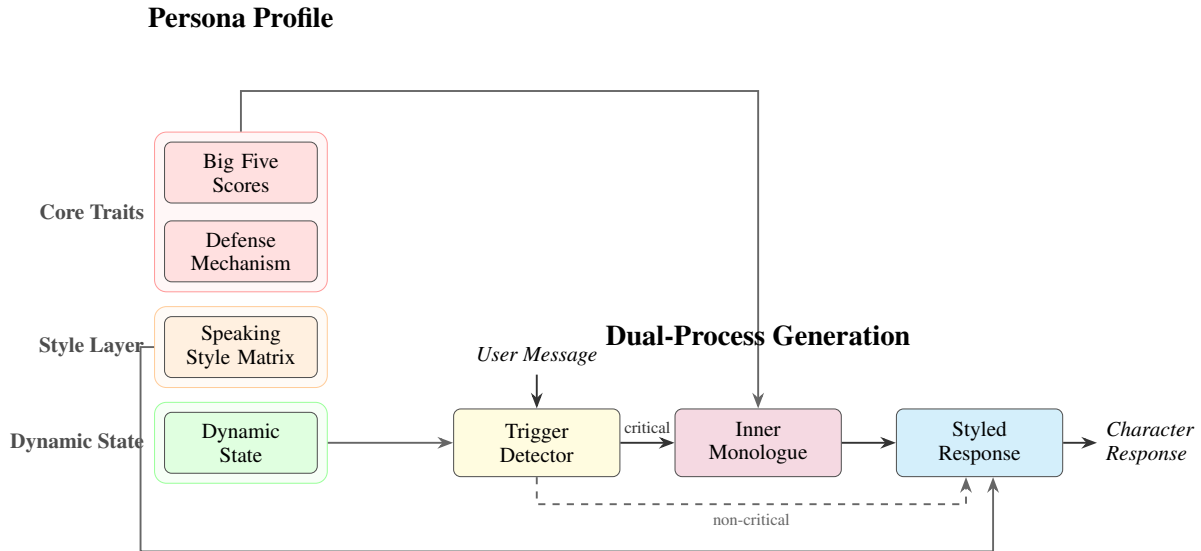 Persona Profile
Core Traits
Big Five
Scores
Defense
Mechanism
Style Layer
Speaking
Style Matrix
Dynamic State
Dynamic
State
Dual-Process Generation
User Message
Trigger
Detector
critical
Inner
Monologue
Styled
Response
Character
Response
non-critical